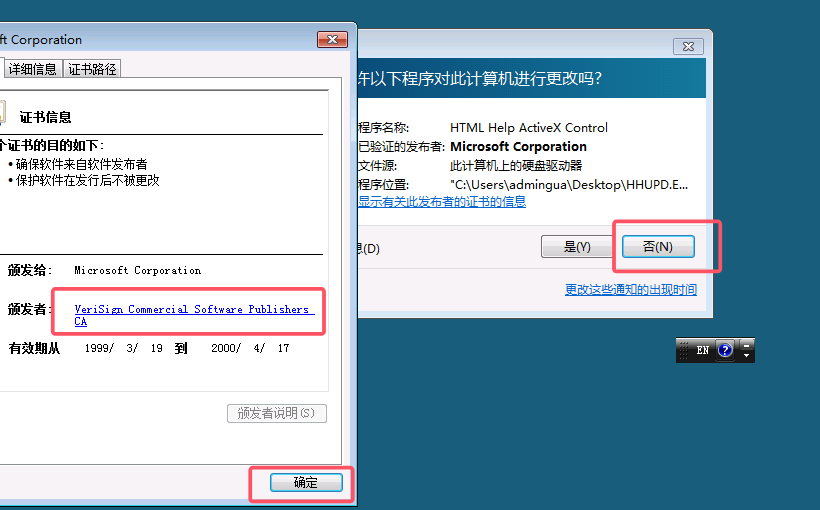 ft Corporation
详细信息
证书路径
证书信息
个证书的目的如下:
•确保软件来自软件发布者
•保护软件在发行后不被更改
颁发给: Microsoft Corporation
颁发者: VeriSign Commercial Software Publishers
CA
有效期从 1999/ 3/ 19 到 2000/ 4/ 17
颁发者说明(S)
确定
许以下程序对此计算机进行更改吗?
程序名称: HTML Help ActiveX Control
已验证的发布者: Microsoft Corporation
文件源: 此计算机上的硬盘驱动器
程序位置: "C:\Users\admingua\Desktop\HHUPD.E...
显示有关此发布者的证书的信息
息(D)
是(Y)
否(N)
更改这些通知的出现时间
EN